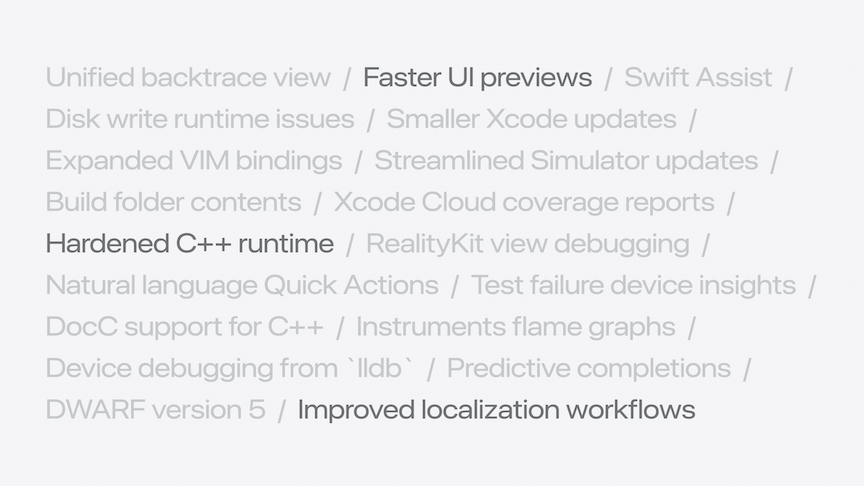 Unified backtrace view / Faster UI previews / Swift Assist /
Disk write runtime issues / Smaller Xcode updates /
Expanded VIM bindings / Streamlined Simulator updates /
Build folder contents / Xcode Cloud coverage reports /
Hardened C++ runtime / RealityKit view debugging /
Natural language Quick Actions / Test failure device insights /
DocC support for C++ / Instruments flame graphs /
Device debugging from `lldb` / Predictive completions /
DWARF version 5 / Improved localization workflows